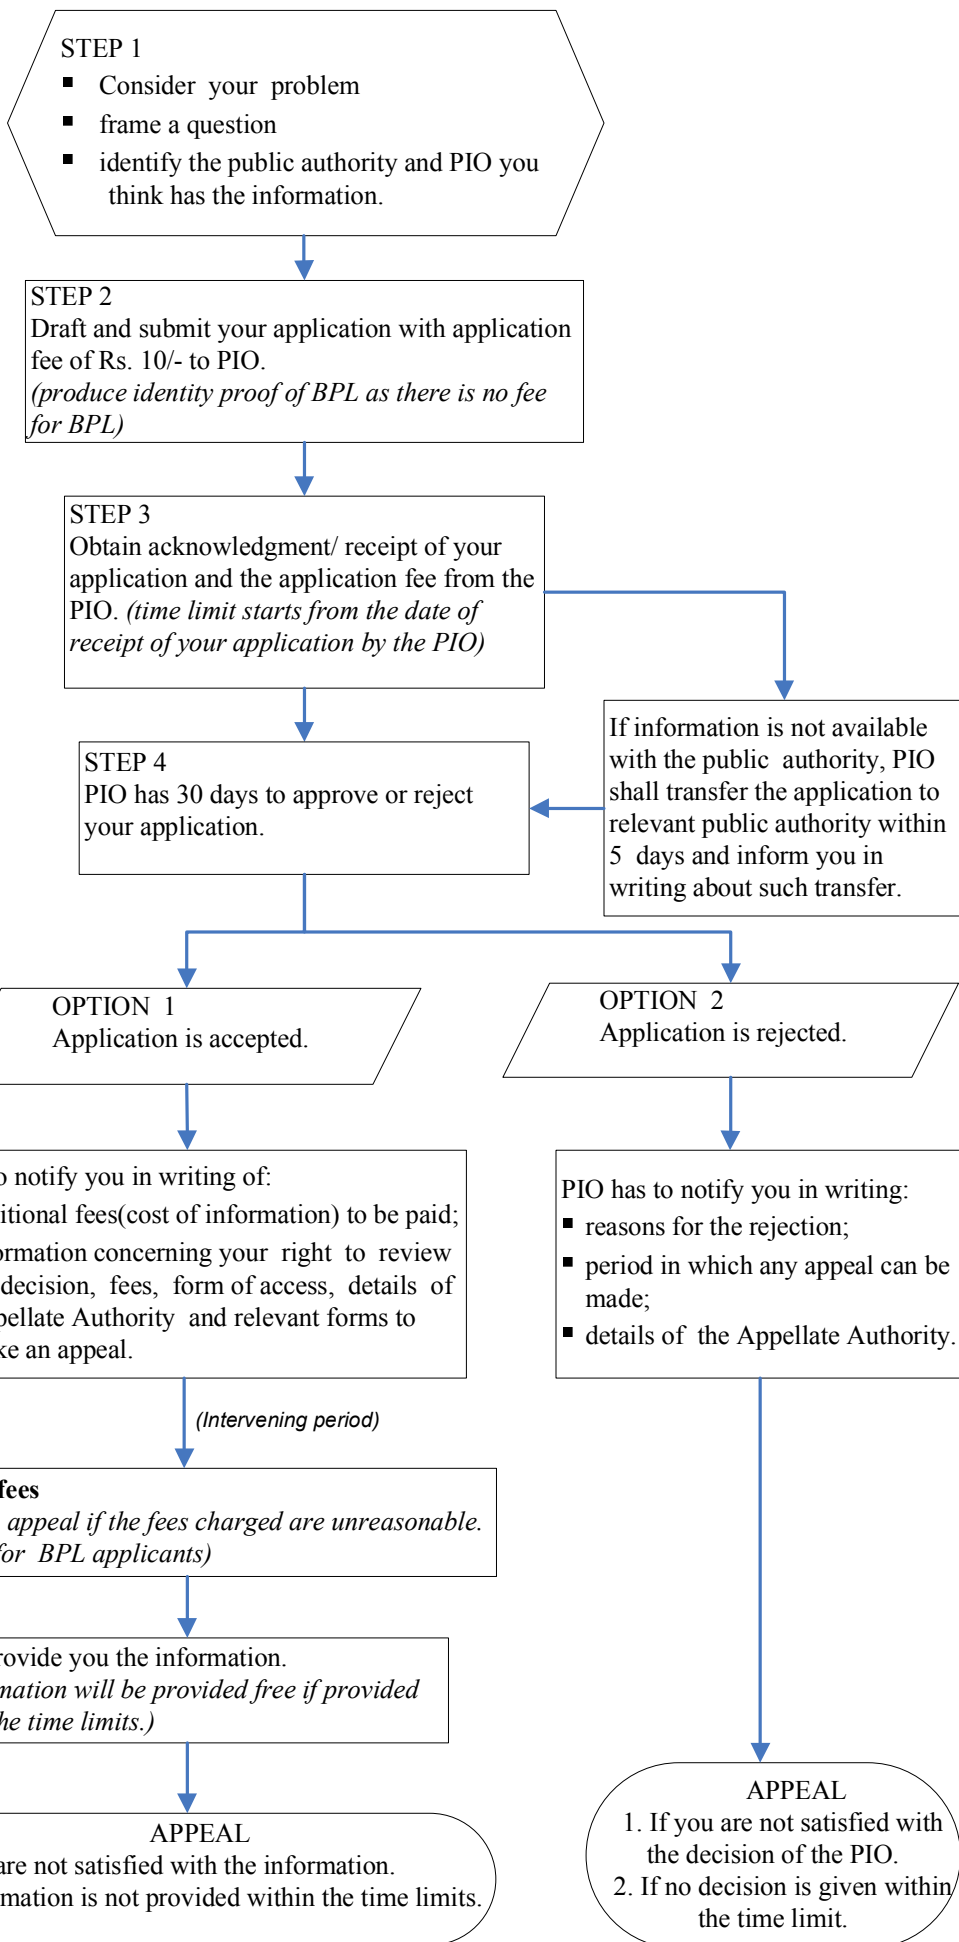 STEP 1
▪ Consider your problem
▪ frame a question
▪ identify the public authority and PIO you
think has the information.
STEP 2
Draft and submit your application with application
fee of Rs. 10/- to PIO.
(produce identity proof of BPL as there is no fee
for BPL)
STEP 3
Obtain acknowledgment/ receipt of your
application and the application fee from the
PIO. (time limit starts from the date of
receipt of your application by the PIO)
If information is not available
with the public authority, PIO
shall transfer the application to
relevant public authority within
5 days and inform you in
writing about such transfer.
STEP 4
PIO has 30 days to approve or reject
your application.
OPTION 1
Application is accepted.
OPTION 2
Application is rejected.
o notify you in writing of:
itional fees(cost of information) to be paid;
ormation concerning your right to review
decision, fees, form of access, details of
pellate Authority and relevant forms to
ke an appeal.
PIO has to notify you in writing:
▪ reasons for the rejection;
▪ period in which any appeal can be
made;
▪ details of the Appellate Authority.
(Intervening period)
fees
appeal if the fees charged are unreasonable.
for BPL applicants)
rovide you the information.
mation will be provided free if provided
he time limits.)
APPEAL
are not satisfied with the information.
rmation is not provided within the time limits.
APPEAL
1. If you are not satisfied with
the decision of the PIO.
2. If no decision is given within
the time limit.